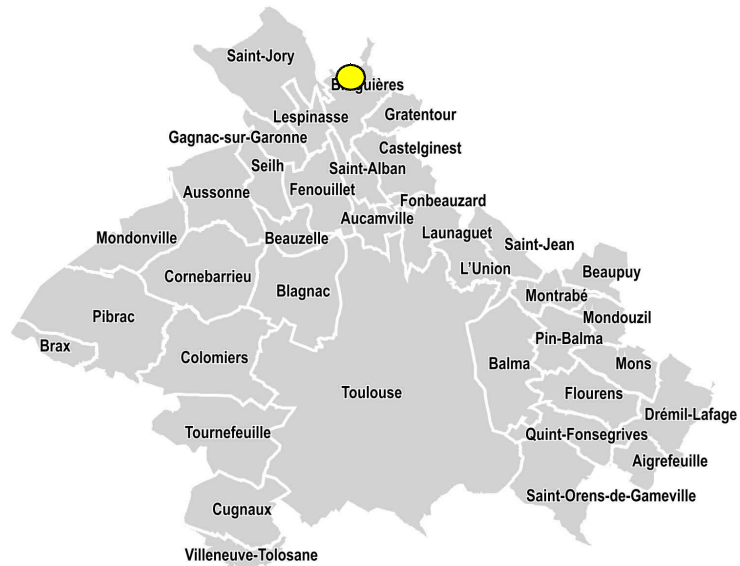 Saint-Jory
Lespinasse
Gratentour
Gagnac-sur-Garonne
Castelginest
Seilh
Saint-Alban
Aussonne
Fenouillet
Fonbeauzard
Aucamville
Launaguet
Mondonville
Beauzelle
Saint-Jean
L'Union
Beaupuy
Cornebarrieu
Blagnac
Montrabé
Mondouzil
Pibrac
Pin-Balma
Brax
Colomiers
Balma
Mons
Toulouse
Flourens
Drémil-Lafage
Tournefeuille
Quint-Fonsegrives
Aigrefeuille
Saint-Orens-de-Gameville
Cugnaux
Villeneuve-Tolosane